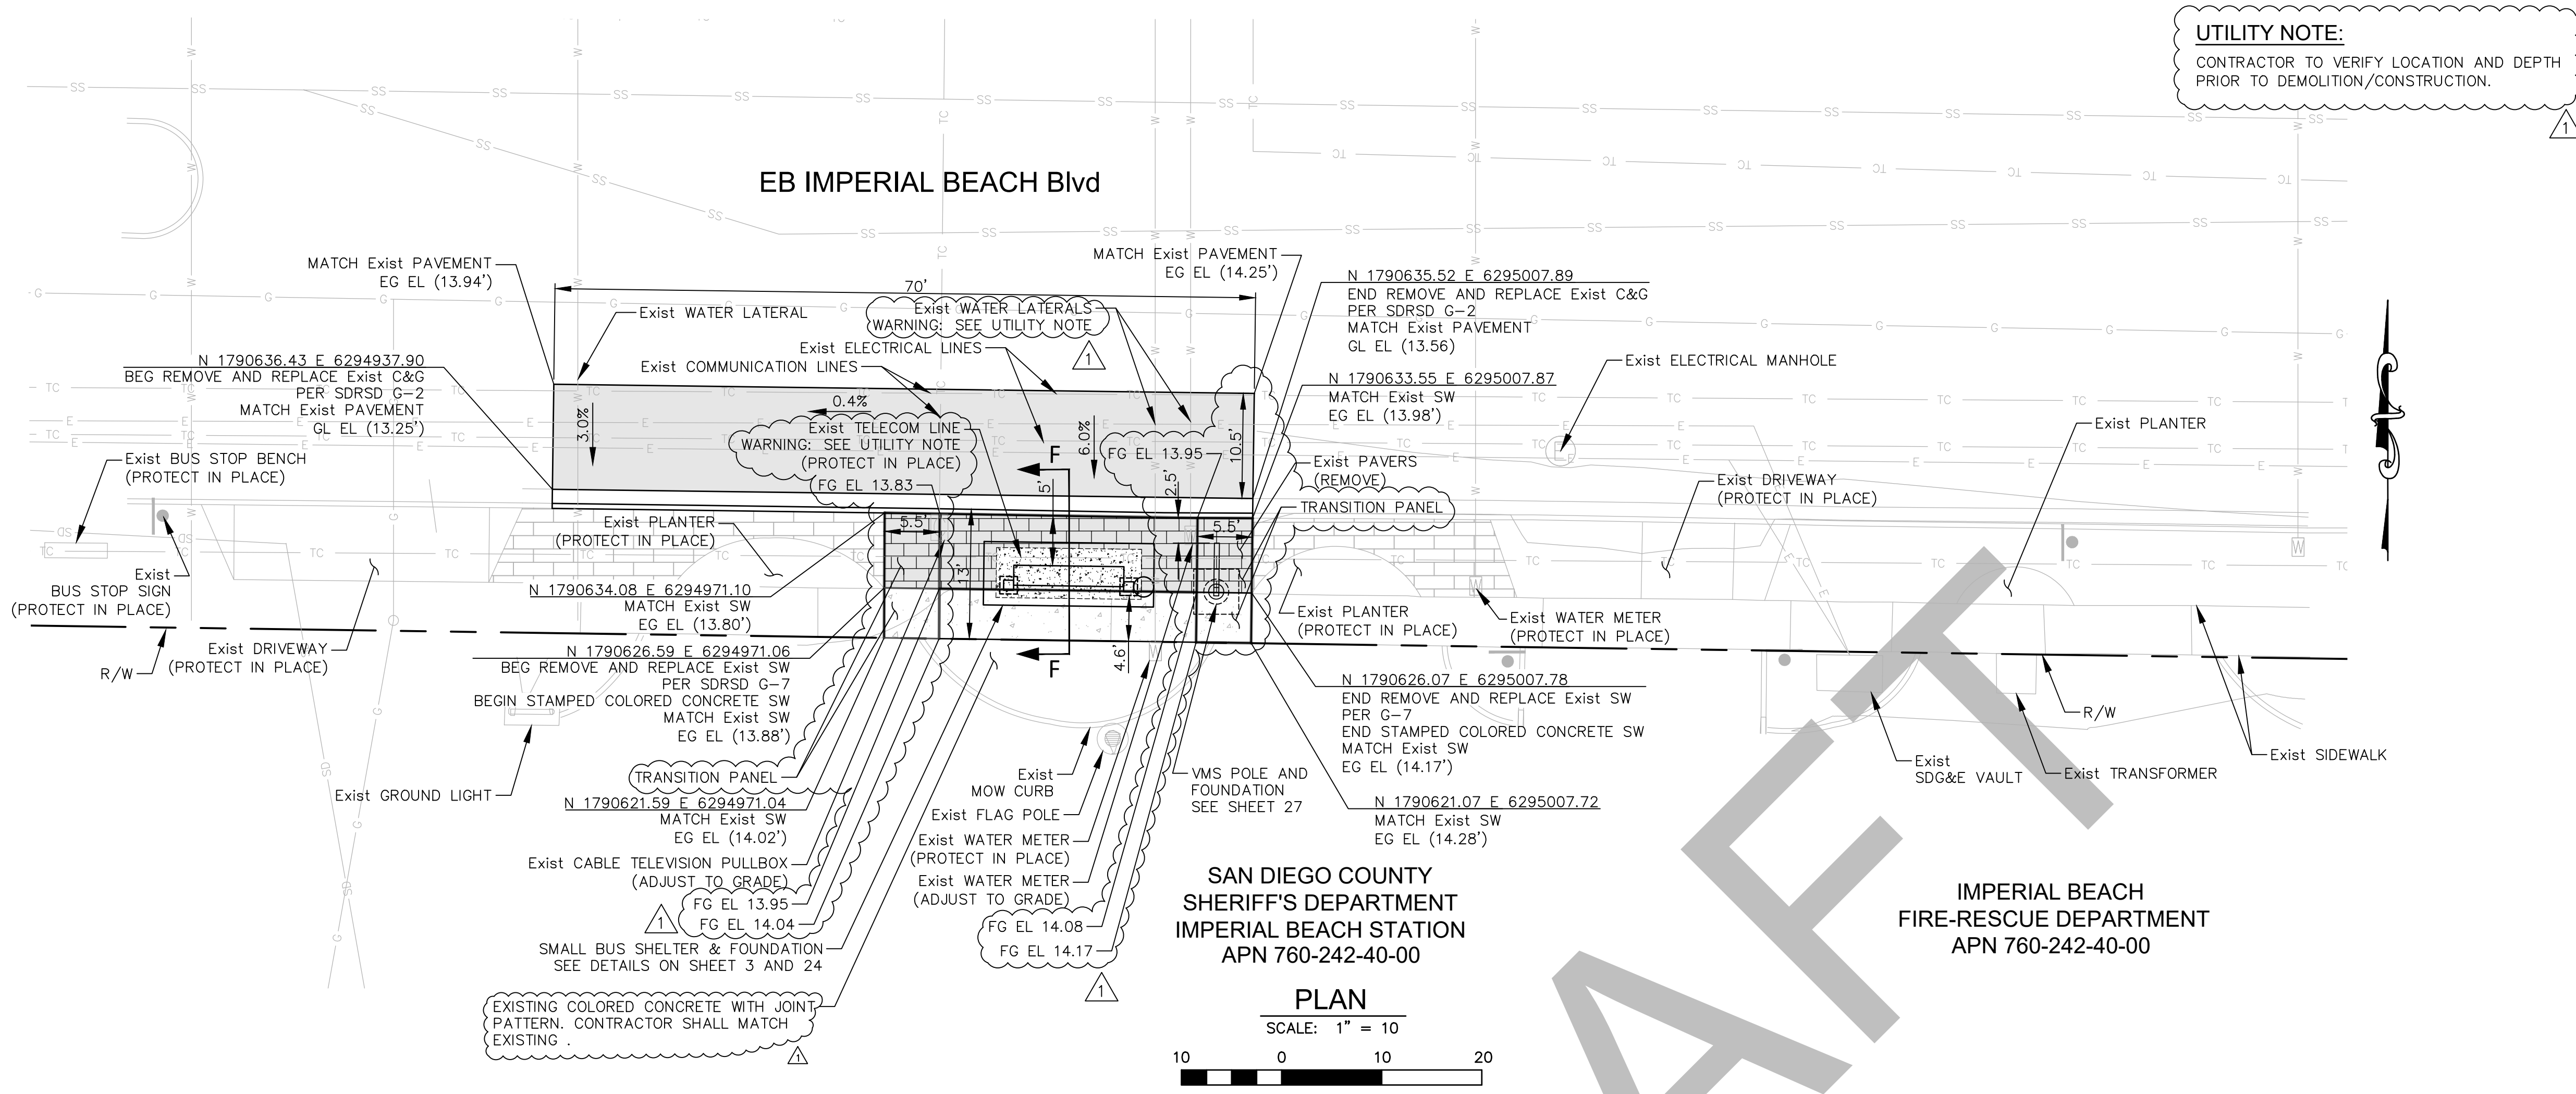 UTILITY NOTE:
CONTRACTOR TO VERIFY LOCATION AND DEPTH
PRIOR TO DEMOLITION/CONSTRUCTION.
1
EB IMPERIAL BEACH Blvd
MATCH Exist PAVEMENT
EG EL (13.94')
MATCH Exist PAVEMENT
EG EL (14.25')
70'
Exist WATER LATERAL
Exist WATER LATERALS
WARNING: SEE UTILITY NOTE
1
Exist ELECTRICAL LINES
Exist COMMUNICATION LINES
N 1790635.52 E 6295007.89
END REMOVE AND REPLACE Exist C&G
PER SDRSD G-2
MATCH Exist PAVEMENT
GL EL (13.56)
N 1790636.43 E 6294937.90
BEG REMOVE AND REPLACE Exist C&G
PER SDRSD G-2
MATCH Exist PAVEMENT
GL EL (13.25')
N 1790633.55 E 6295007.87
MATCH Exist SW
EG EL (13.98')
Exist ELECTRICAL MANHOLE
Exist PLANTER
3.0%
0.4%
6.0%
10.5'
Exist TELECOM LINE
WARNING: SEE UTILITY NOTE
(PROTECT IN PLACE)
FG EL 13.83
FG EL 13.95
F
5'
2.5'
Exist PAVERS
(REMOVE)
TRANSITION PANEL
Exist DRIVEWAY
(PROTECT IN PLACE)
Exist BUS STOP BENCH
(PROTECT IN PLACE)
Exist PLANTER
(PROTECT IN PLACE)
5.5'
5.5'
13'
4.6'
F
Exist
BUS STOP SIGN
(PROTECT IN PLACE)
N 1790634.08 E 6294971.10
MATCH Exist SW
EG EL (13.80')
Exist PLANTER
(PROTECT IN PLACE)
Exist WATER METER
(PROTECT IN PLACE)
R/W
Exist DRIVEWAY
(PROTECT IN PLACE)
N 1790626.59 E 6294971.06
BEG REMOVE AND REPLACE Exist SW
PER SDRSD G-7
BEGIN STAMPED COLORED CONCRETE SW
MATCH Exist SW
EG EL (13.88')
N 1790626.07 E 6295007.78
END REMOVE AND REPLACE Exist SW
PER G-7
END STAMPED COLORED CONCRETE SW
MATCH Exist SW
EG EL (14.17')
R/W
Exist SIDEWALK
Exist
SDG&E VAULT
Exist TRANSFORMER
TRANSITION PANEL
Exist GROUND LIGHT
Exist
MOW CURB
VMS POLE AND
FOUNDATION
SEE SHEET 27
N 1790621.59 E 6294971.04
MATCH Exist SW
EG EL (14.02')
N 1790621.07 E 6295007.72
MATCH Exist SW
EG EL (14.28')
Exist FLAG POLE
Exist WATER METER
(PROTECT IN PLACE)
Exist WATER METER
(ADJUST TO GRADE)
Exist CABLE TELEVISION PULLBOX
(ADJUST TO GRADE)
FG EL 13.95
FG EL 14.04
1
SMALL BUS SHELTER & FOUNDATION
SEE DETAILS ON SHEET 3 AND 24
FG EL 14.08
FG EL 14.17
1
SAN DIEGO COUNTY
SHERIFF'S DEPARTMENT
IMPERIAL BEACH STATION
APN 760-242-40-00
IMPERIAL BEACH
FIRE-RESCUE DEPARTMENT
APN 760-242-40-00
EXISTING COLORED CONCRETE WITH JOINT
PATTERN. CONTRACTOR SHALL MATCH
EXISTING .
1
PLAN
SCALE: 1" = 10
10 0 10 20
AFT